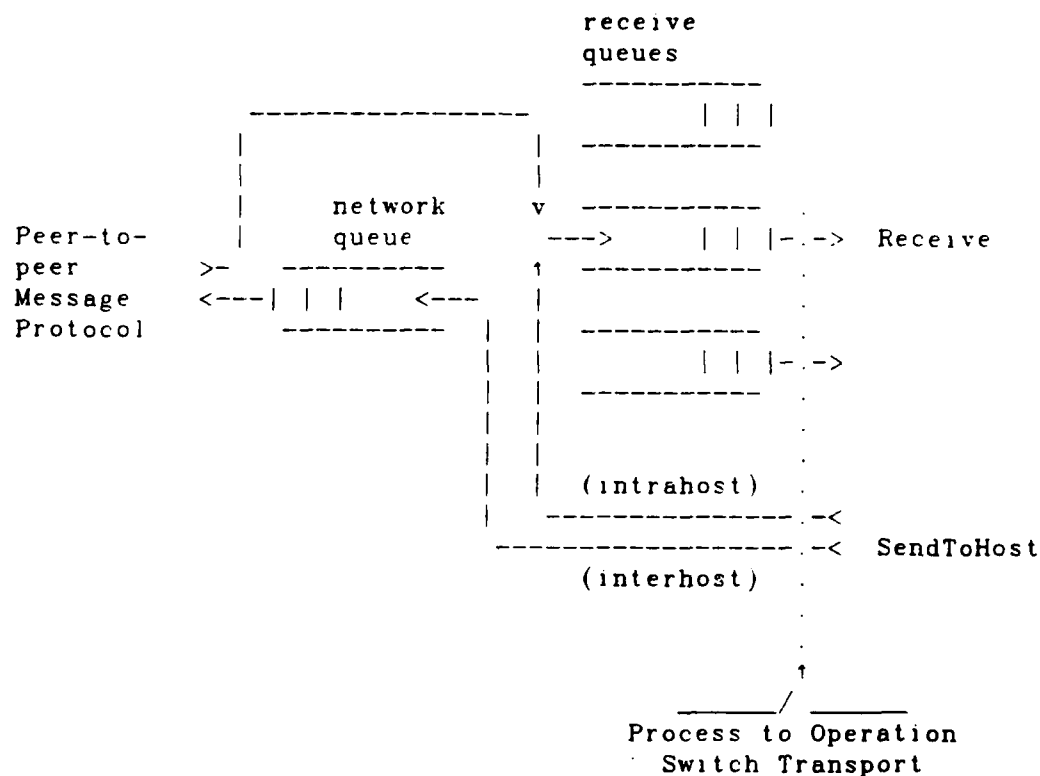 receive
queues
network
queue
Peer-to-
peer
Message
Protocol
Receive
(intrahost)
SendToHost
(interhost)
Process to Operation
Switch Transport